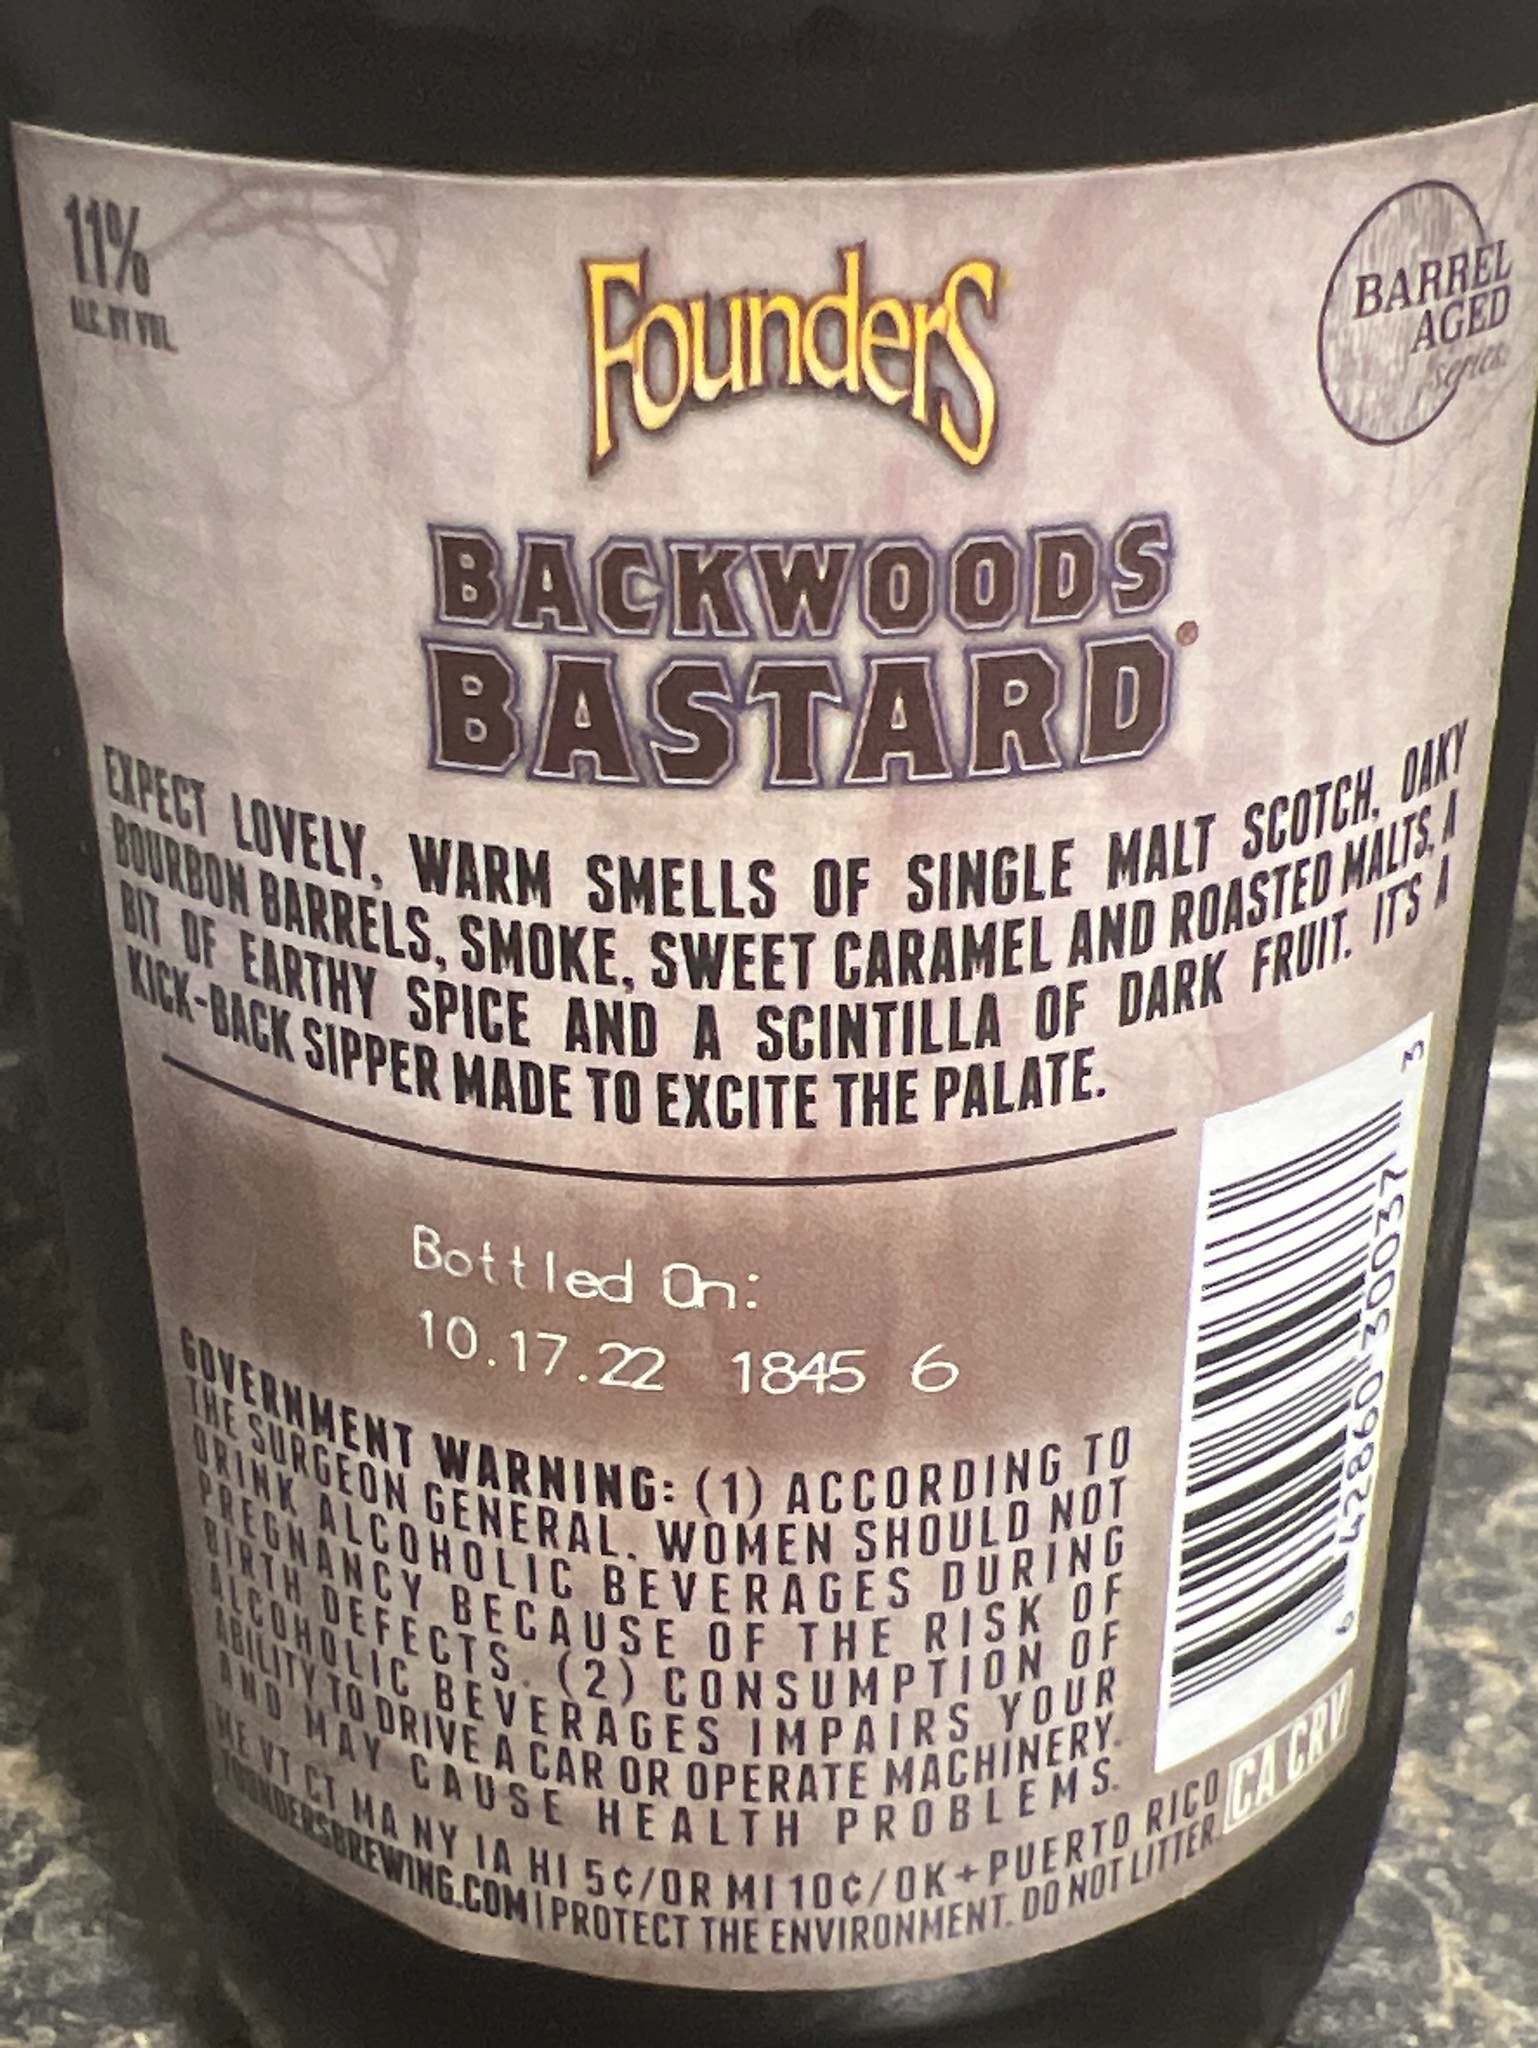 11%
ALC. BY VOL.
Founders
BARREL
AGED
series
BACKWOODS
BASTARD®
EXPECT LOVELY, WARM SMELLS OF SINGLE MALT SCOTCH, OAKY
BOURBON BARRELS, SMOKE, SWEET CARAMEL AND ROASTED MALTS, A
BIT OF EARTHY SPICE AND A SCINTILLA OF DARK FRUIT. IT'S A
KICK-BACK SIPPER MADE TO EXCITE THE PALATE.
Bottled On:
10.17.22 1845 6
GOVERNMENT WARNING: (1) ACCORDING TO
THE SURGEON GENERAL, WOMEN SHOULD NOT
DRINK ALCOHOLIC BEVERAGES DURING
PREGNANCY BECAUSE OF THE RISK OF
BIRTH DEFECTS. (2) CONSUMPTION OF
ALCOHOLIC BEVERAGES IMPAIRS YOUR
ABILITY TO DRIVE A CAR OR OPERATE MACHINERY,
AND MAY CAUSE HEALTH PROBLEMS.
ME VT CT MA NY IA HI 5¢/OR MI 10¢/OK+PUERTO RICO
FOUNDERSBREWING.COM | PROTECT THE ENVIRONMENT. DO NOT LITTER.
CA CRV
6 42860 30037 3